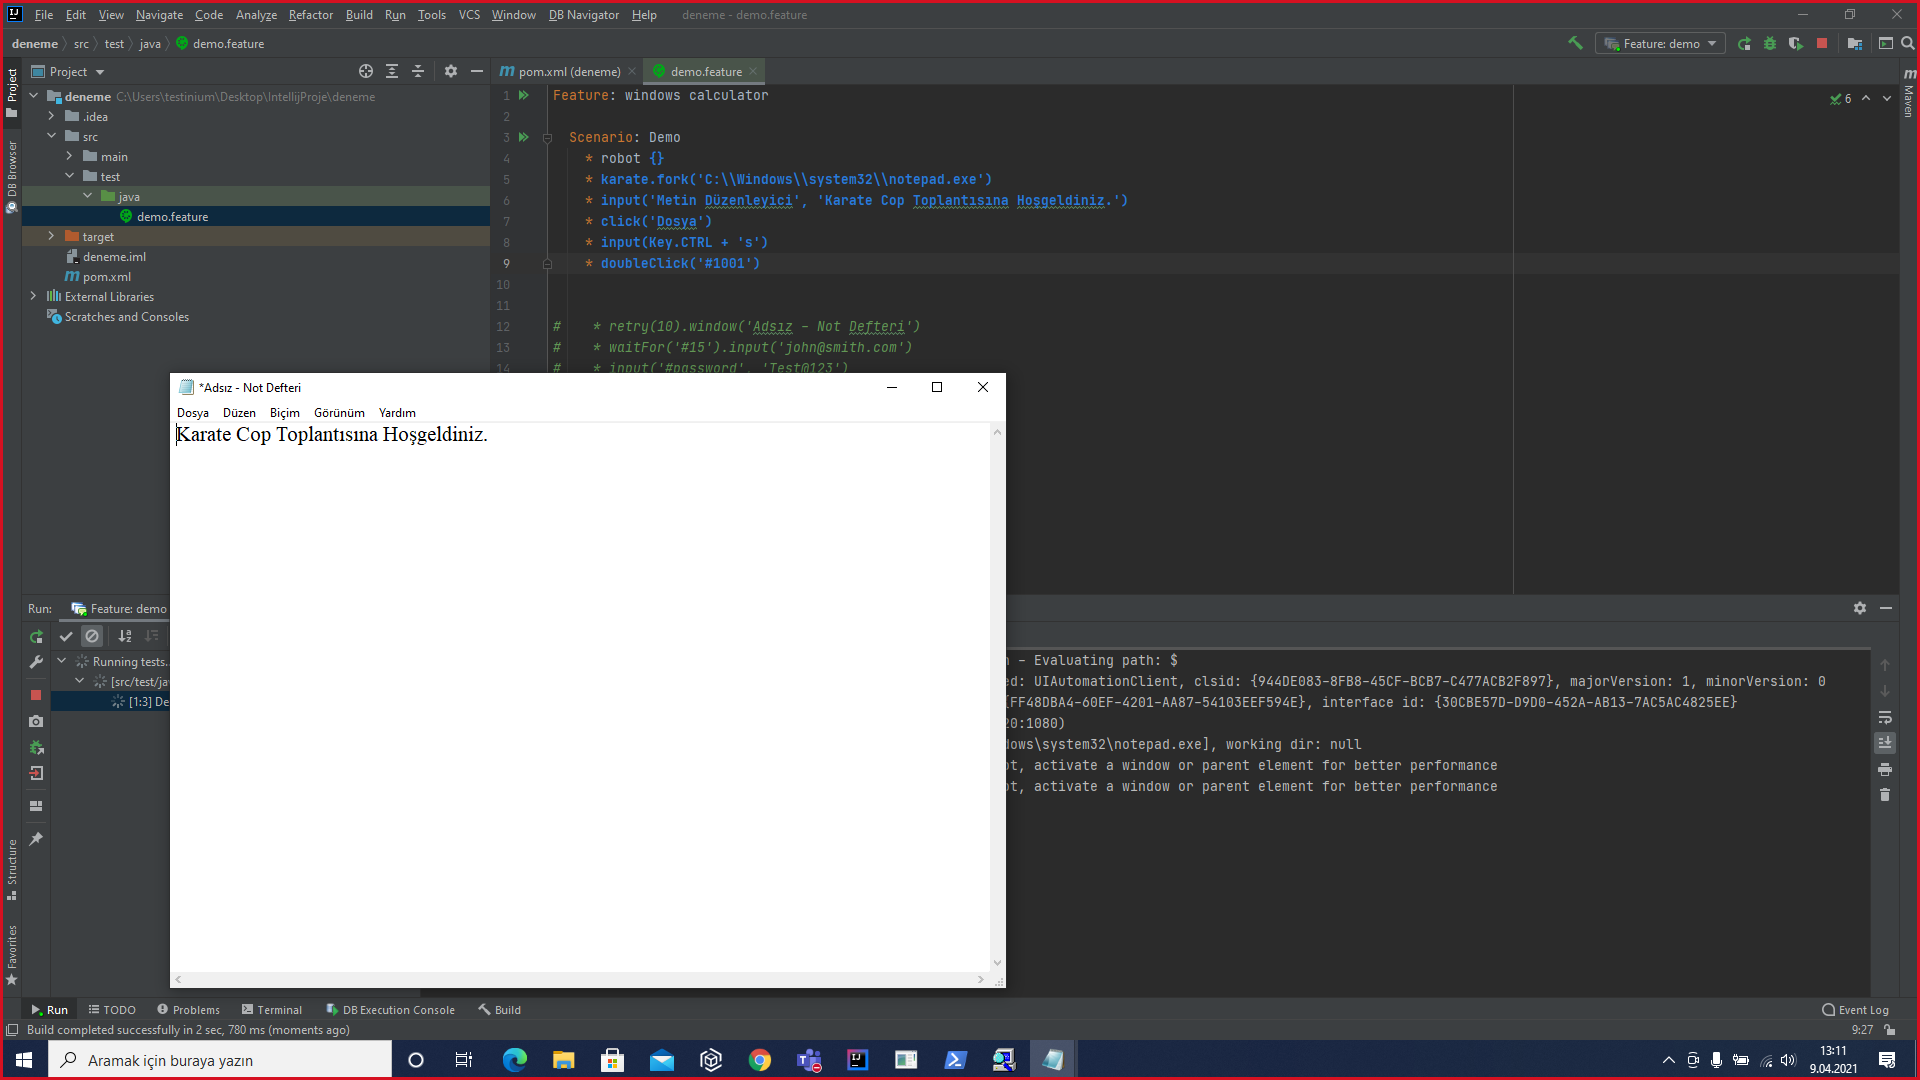 File Edit View Navigate Code Analyze Refactor Build Run Tools VCS Window DB Navigator Help deneme - demo.feature
deneme src test java demo.feature
Feature: demo
Project
pom.xml (deneme) demo.feature
Project
DB Browser
Structure
Favorites
Maven
deneme C:\Users\testinium\Desktop\IntellijProje\deneme
.idea
src
main
test
java
demo.feature
target
deneme.iml
pom.xml
External Libraries
Scratches and Consoles
6
1 Feature: windows calculator
2
3 Scenario: Demo
4 * robot {}
5 * karate.fork('C:\\Windows\\system32\\notepad.exe')
6 * input('Metin Düzenleyici', 'Karate Cop Toplantısına Hoşgeldiniz.')
7 * click('Dosya')
8 * input(Key.CTRL + 's')
9 * doubleClick('#1001')
10
11
12 # * retry(10).window('Adsız - Not Defteri')
13 # * waitFor('#15').input('john@smith.com')
14 # * input('#password', 'Test@123')
*Adsız - Not Defteri
Dosya Düzen Biçim Görünüm Yardım
Karate Cop Toplantısına Hoşgeldiniz.
Run: Feature: demo
Running tests..
[src/test/ja
[1:3] De
- Evaluating path: $
ed: UIAutomationClient, clsid: {944DE083-8FB8-45CF-BCB7-C477ACB2F897}, majorVersion: 1, minorVersion: 0
{FF48DBA4-60EF-4201-AA87-54103EEF594E}, interface id: {30CBE57D-D9D0-452A-AB13-7AC5AC4825EE}
20:1080)
dows\system32\notepad.exe], working dir: null
ot, activate a window or parent element for better performance
ot, activate a window or parent element for better performance
Run TODO Problems Terminal DB Execution Console Build Event Log
Build completed successfully in 2 sec, 780 ms (moments ago) 9:27
Aramak için buraya yazın
13:11
9.04.2021